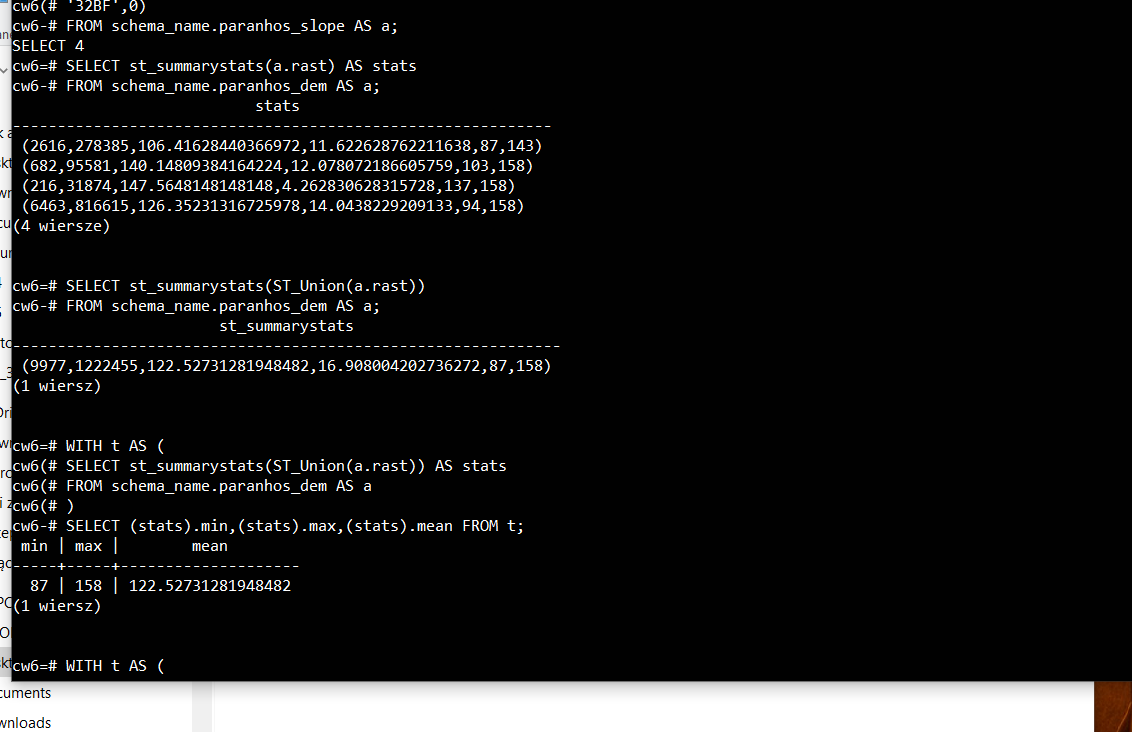 cw6(# '32BF',0)
cw6-# FROM schema_name.paranhos_slope AS a;
SELECT 4
cw6=# SELECT st_summarystats(a.rast) AS stats
cw6-# FROM schema_name.paranhos_dem AS a;
stats
------------------------------------------------------------
(2616,278385,106.41628440366972,11.622628762211638,87,143)
(682,95581,140.14809384164224,12.078072186605759,103,158)
(216,31874,147.5648148148148,4.262830628315728,137,158)
(6463,816615,126.35231316725978,14.0438229209133,94,158)
(4 wiersze)
cw6=# SELECT st_summarystats(ST_Union(a.rast))
cw6-# FROM schema_name.paranhos_dem AS a;
st_summarystats
-------------------------------------------------------------
(9977,1222455,122.52731281948482,16.908004202736272,87,158)
(1 wiersz)
cw6=# WITH t AS (
cw6(# SELECT st_summarystats(ST_Union(a.rast)) AS stats
cw6(# FROM schema_name.paranhos_dem AS a
cw6(# )
cw6-# SELECT (stats).min,(stats).max,(stats).mean FROM t;
min | max | mean
-----+-----+--------------------
87 | 158 | 122.52731281948482
(1 wiersz)
cw6=# WITH t AS (
cuments
wnloads